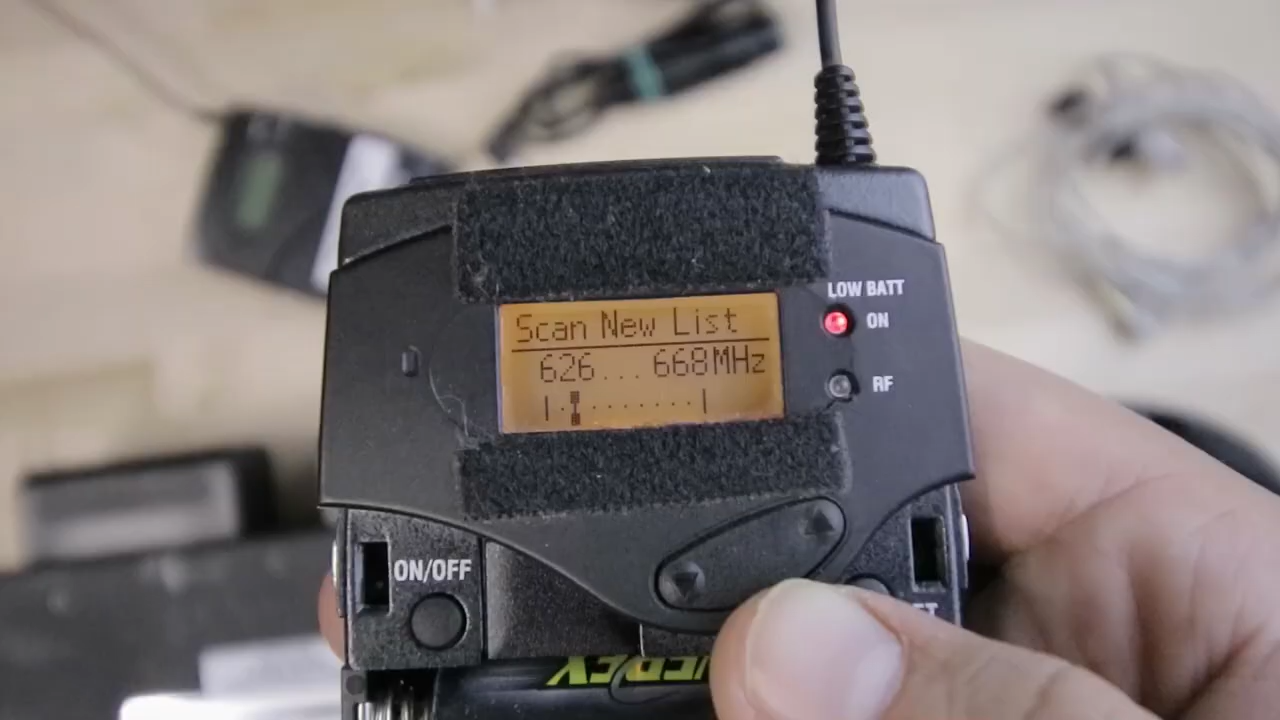 LOW BATT
Scan New List
ON
626...668MHz
RF
ON/OFF